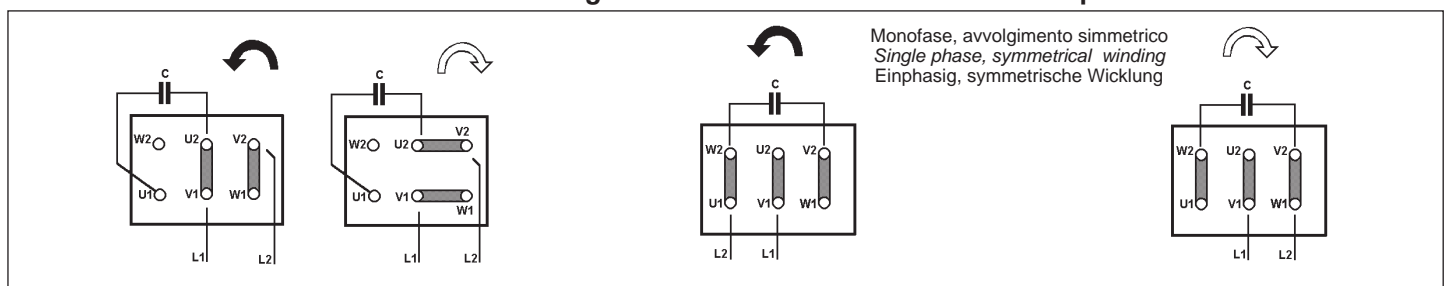 Monofase, avvolgimento simmetrico
Single phase, symmetrical winding
Einphasig, symmetrische Wicklung
C
W2 U2 V2
U1 V1 W1
L1 L2
C
V2
W2 U2
U1 V1
W1
L1 L2
C
W2 U2 V2
U1 V1 W1
L2 L1
C
W2 U2 V2
U1 V1 W1
L1 L2